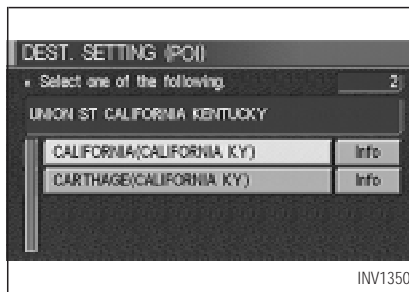 DEST. SETTING (POI)
Select one of the following. 2
UNION ST CALIFORNIA KENTUCKY
CALIFORNIA(CALIFORNIA KY) Info
CARTHAGE(CALIFORNIA KY) Info
INV1350